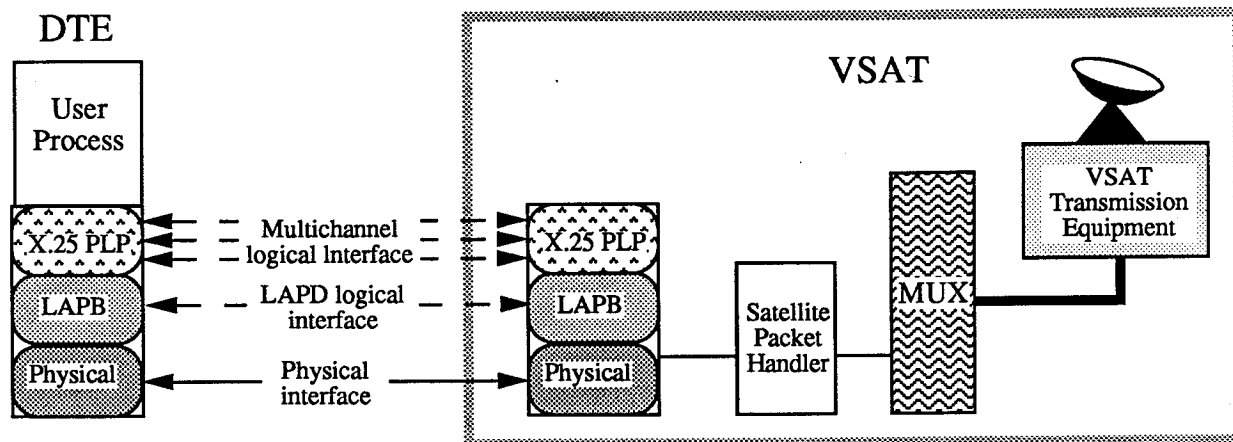 DTE
User
Process
X.25 PLP
LAPB
Physical
Multichannel
logical Interface
LAPD logical
interface
Physical
interface
VSAT
X.25 PLP
LAPB
Physical
Satellite
Packet
Handler
MUX
VSAT
Transmission
Equipment